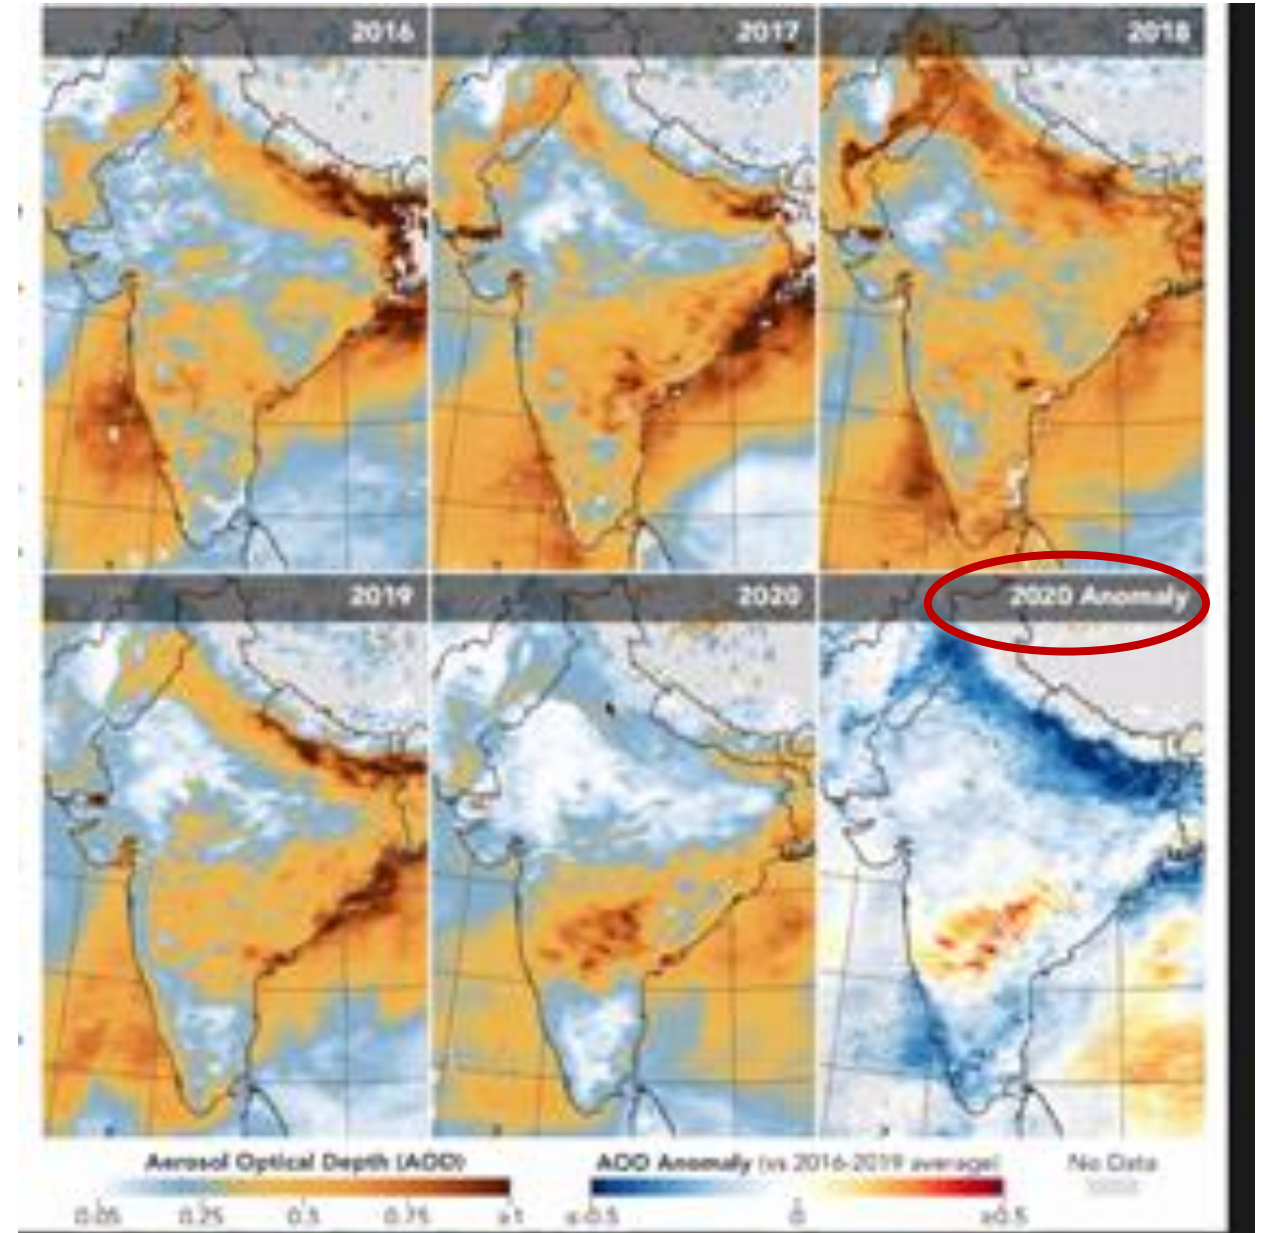 2016
2017
2018
2019
2020
2020 Anomaly
Aerosol Optical Depth (AOD)
0.05 0.25 0.5 0.75 ≥1
AOD Anomaly (vs 2016-2019 average)
≤-0.5 0 ≥0.5
No Data